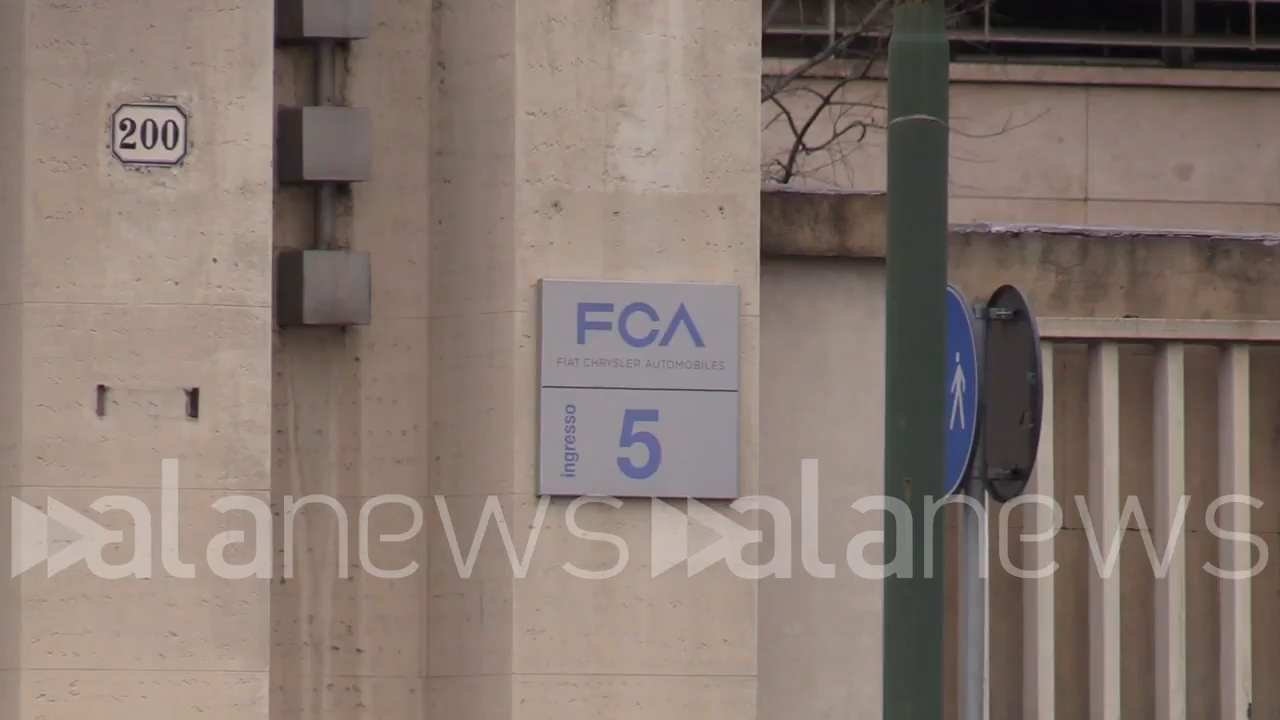 200
FCA
FIAT CHRYSLER AUTOMOBILES
ingresso
5
alanews alanews